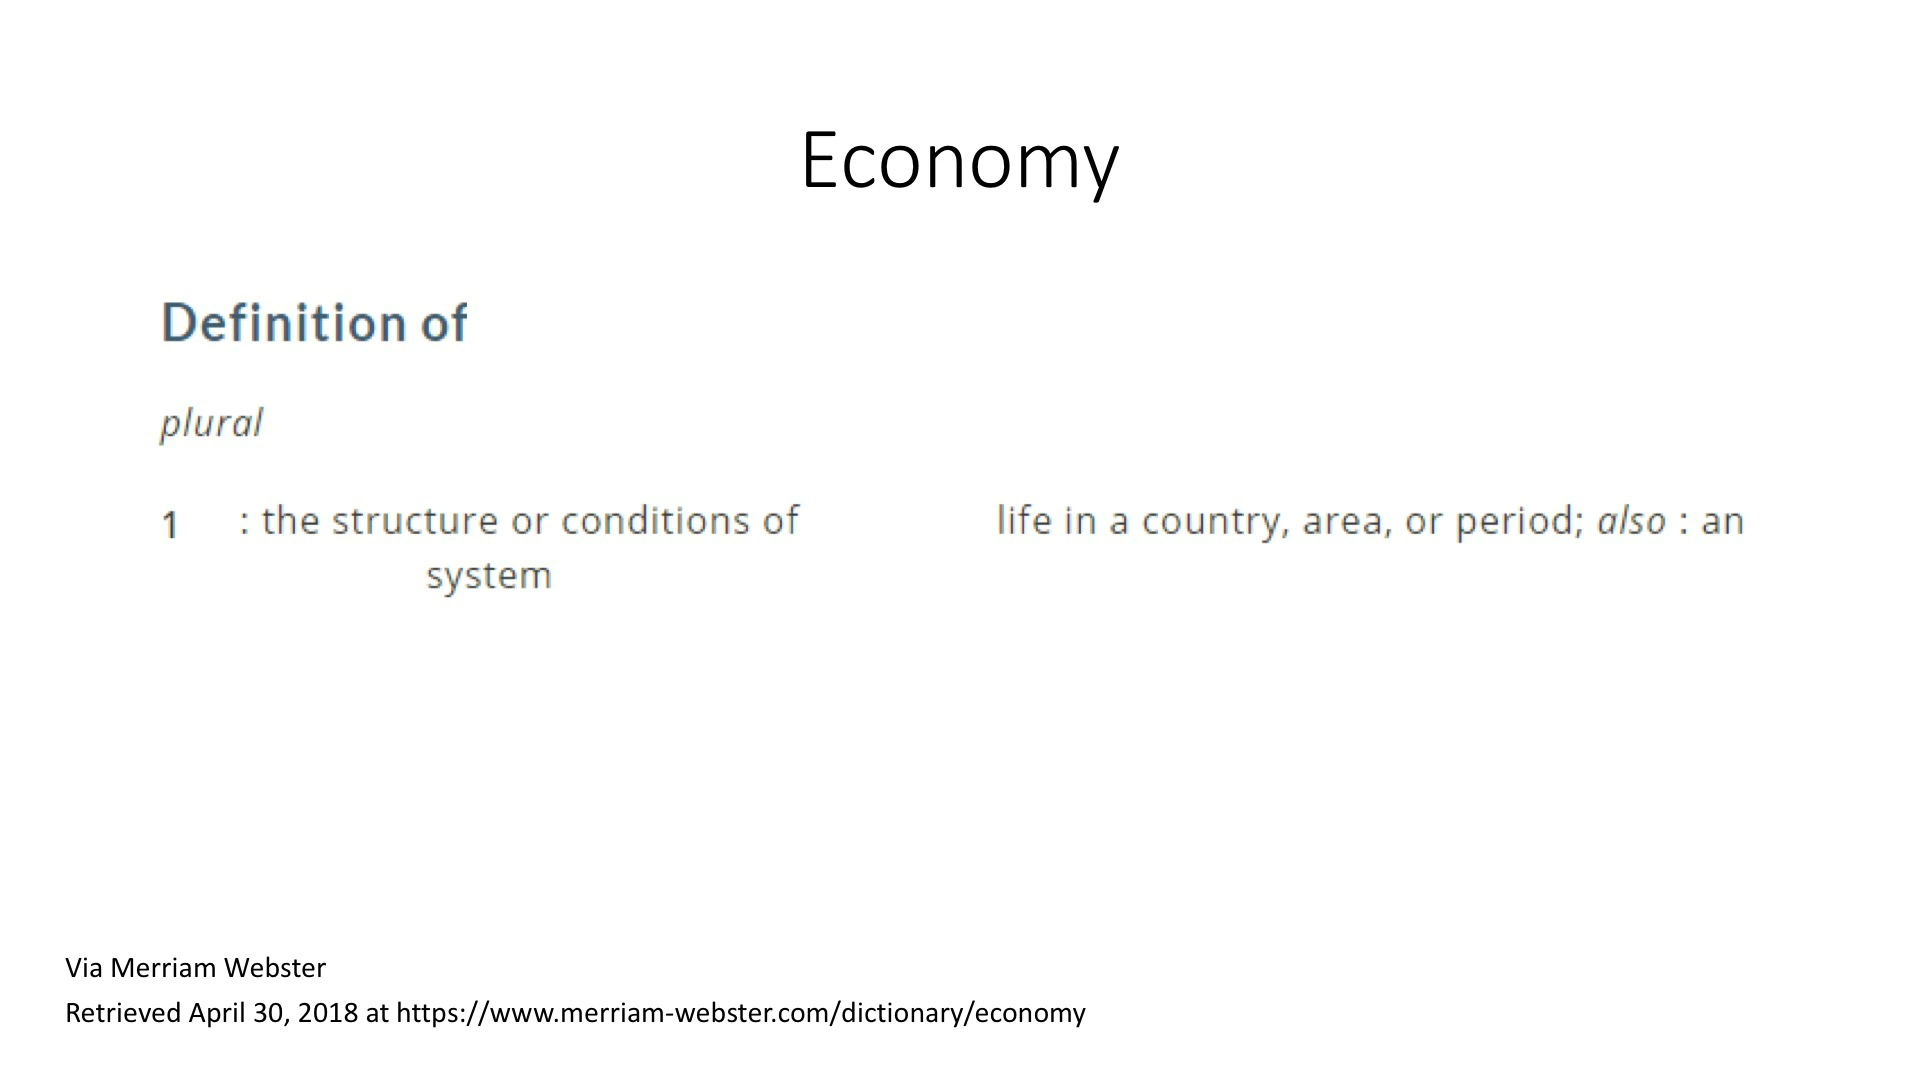 Economy
Definition of
plural
1 : the structure or conditions of life in a country, area, or period; also : an
system
Via Merriam Webster
Retrieved April 30, 2018 at https://www.merriam-webster.com/dictionary/economy